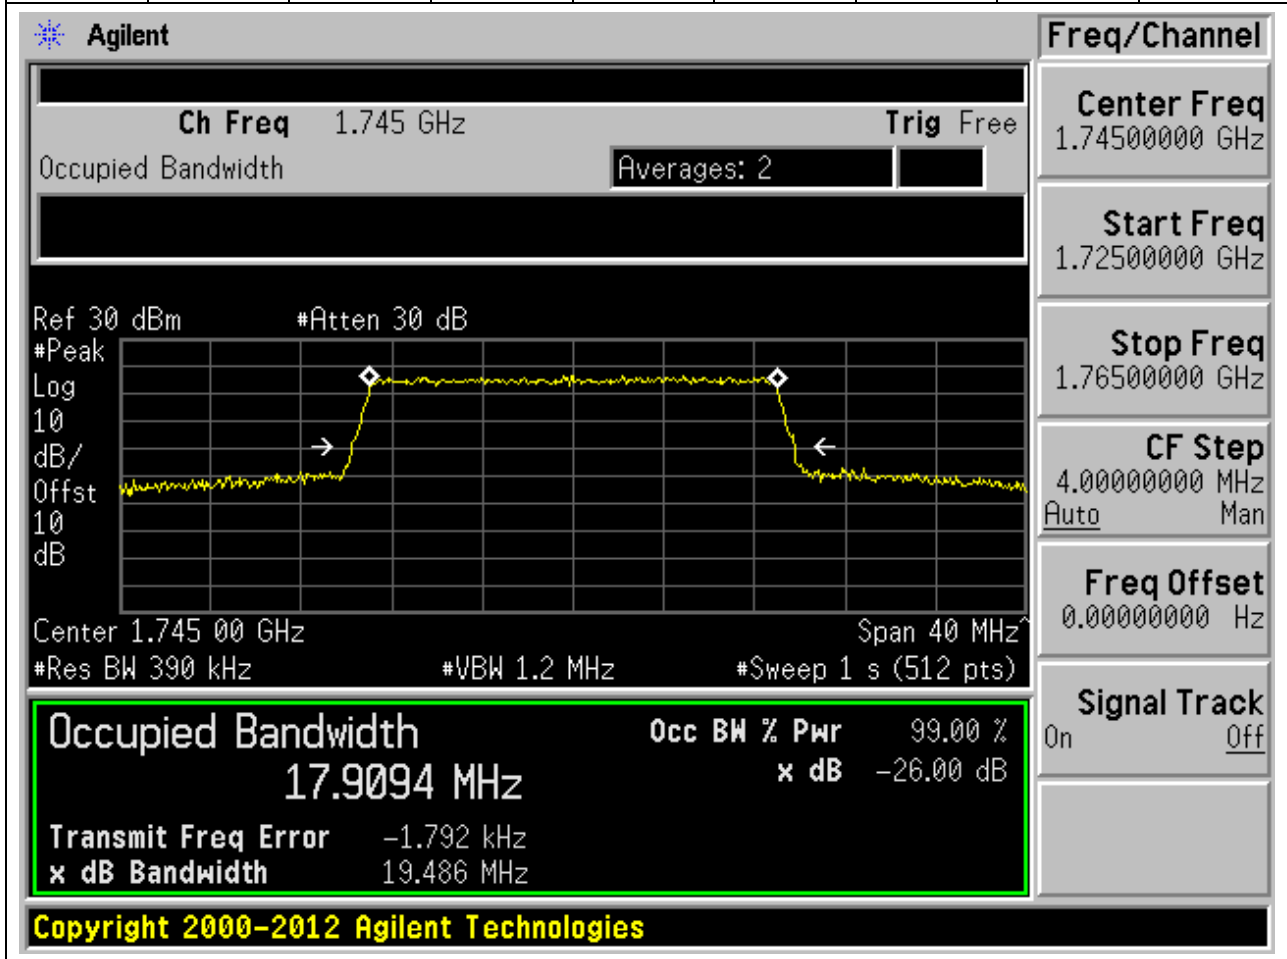 Agilent
Freq/Channel
Ch Freq 1.745 GHz Trig Free
Occupied Bandwidth Averages: 2
Center Freq
1.74500000 GHz
Start Freq
1.72500000 GHz
Stop Freq
1.76500000 GHz
CF Step
4.00000000 MHz
Auto Man
Freq Offset
0.00000000 Hz
Signal Track
On Off
Ref 30 dBm #Atten 30 dB
#Peak
Log
10
dB/
Offst
10
dB
Center 1.745 00 GHz Span 40 MHz^
#Res BW 390 kHz #VBW 1.2 MHz #Sweep 1 s (512 pts)
Occupied Bandwidth Occ BW % Pwr 99.00 %
17.9094 MHz x dB -26.00 dB
Transmit Freq Error -1.792 kHz
x dB Bandwidth 19.486 MHz
Copyright 2000-2012 Agilent Technologies